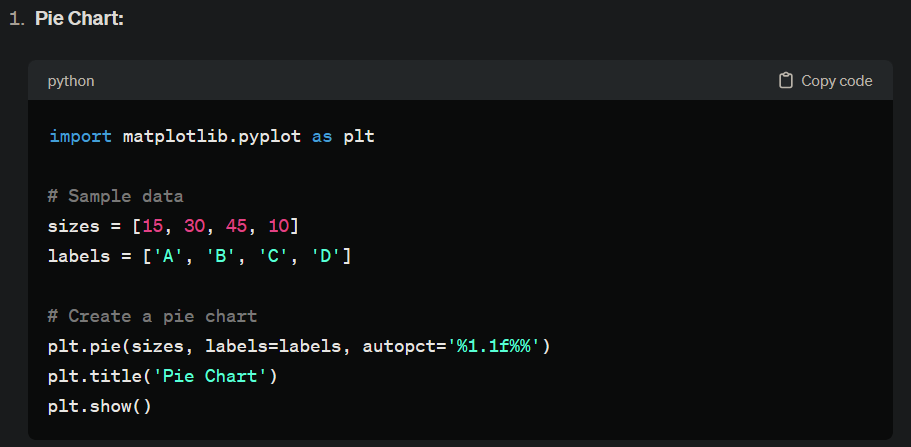 1. Pie Chart:
python Copy code
import matplotlib.pyplot as plt
# Sample data
sizes = [15, 30, 45, 10]
labels = ['A', 'B', 'C', 'D']
# Create a pie chart
plt.pie(sizes, labels=labels, autopct='%1.1f%%')
plt.title('Pie Chart')
plt.show()